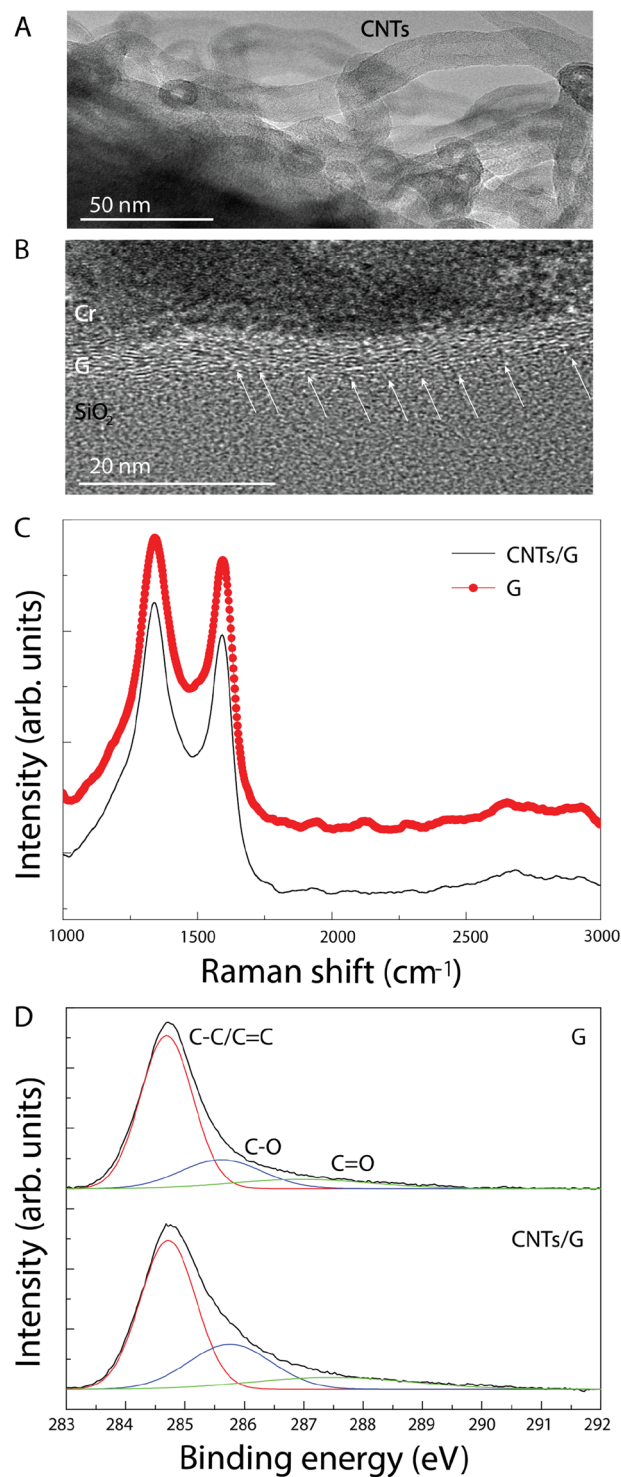 A
CNTs
50 nm
B
Cr
G
SiO2
20 nm
C
CNTs/G
G
Intensity (arb. units)
1000 1500 2000 2500 3000
Raman shift (cm-1)
D
C-C/C=C
G
C-O
C=O
CNTs/G
Intensity (arb. units)
283 284 285 286 287 288 289 290 291 292
Binding energy (eV)